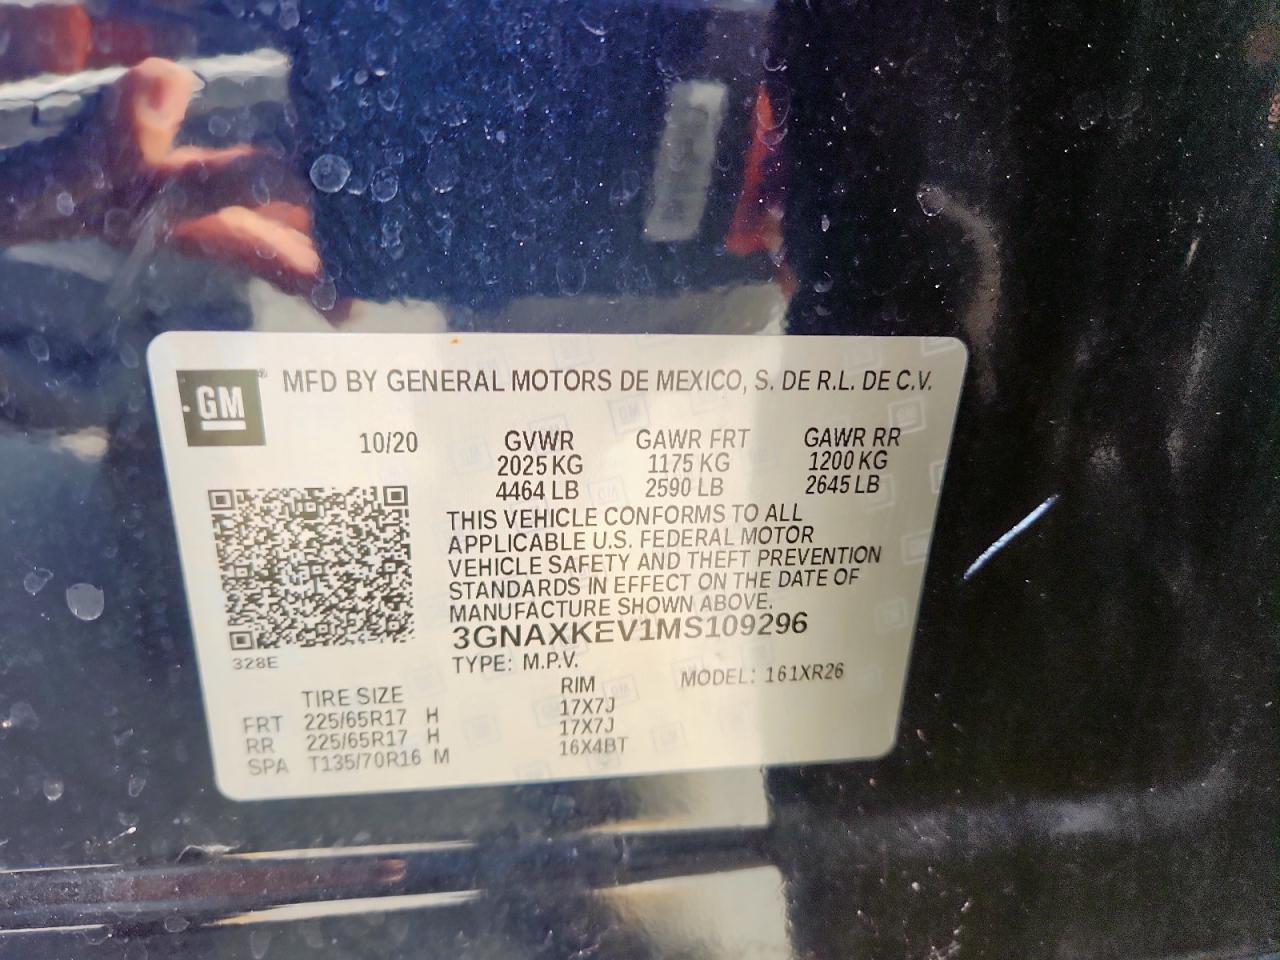 GM
MFD BY GENERAL MOTORS DE MEXICO, S. DE R.L. DE C.V.
10/20 GVWR GAWR FRT GAWR RR
2025 KG 1175 KG 1200 KG
4464 LB 2590 LB 2645 LB
THIS VEHICLE CONFORMS TO ALL
APPLICABLE U.S. FEDERAL MOTOR
VEHICLE SAFETY AND THEFT PREVENTION
STANDARDS IN EFFECT ON THE DATE OF
MANUFACTURE SHOWN ABOVE.
3GNAXKEV1MS109296
328E
TYPE: M.P.V. MODEL: 161XR26
TIRE SIZE RIM
FRT 225/65R17 H 17X7J
RR 225/65R17 H 17X7J
SPA T135/70R16 M 16X4BT